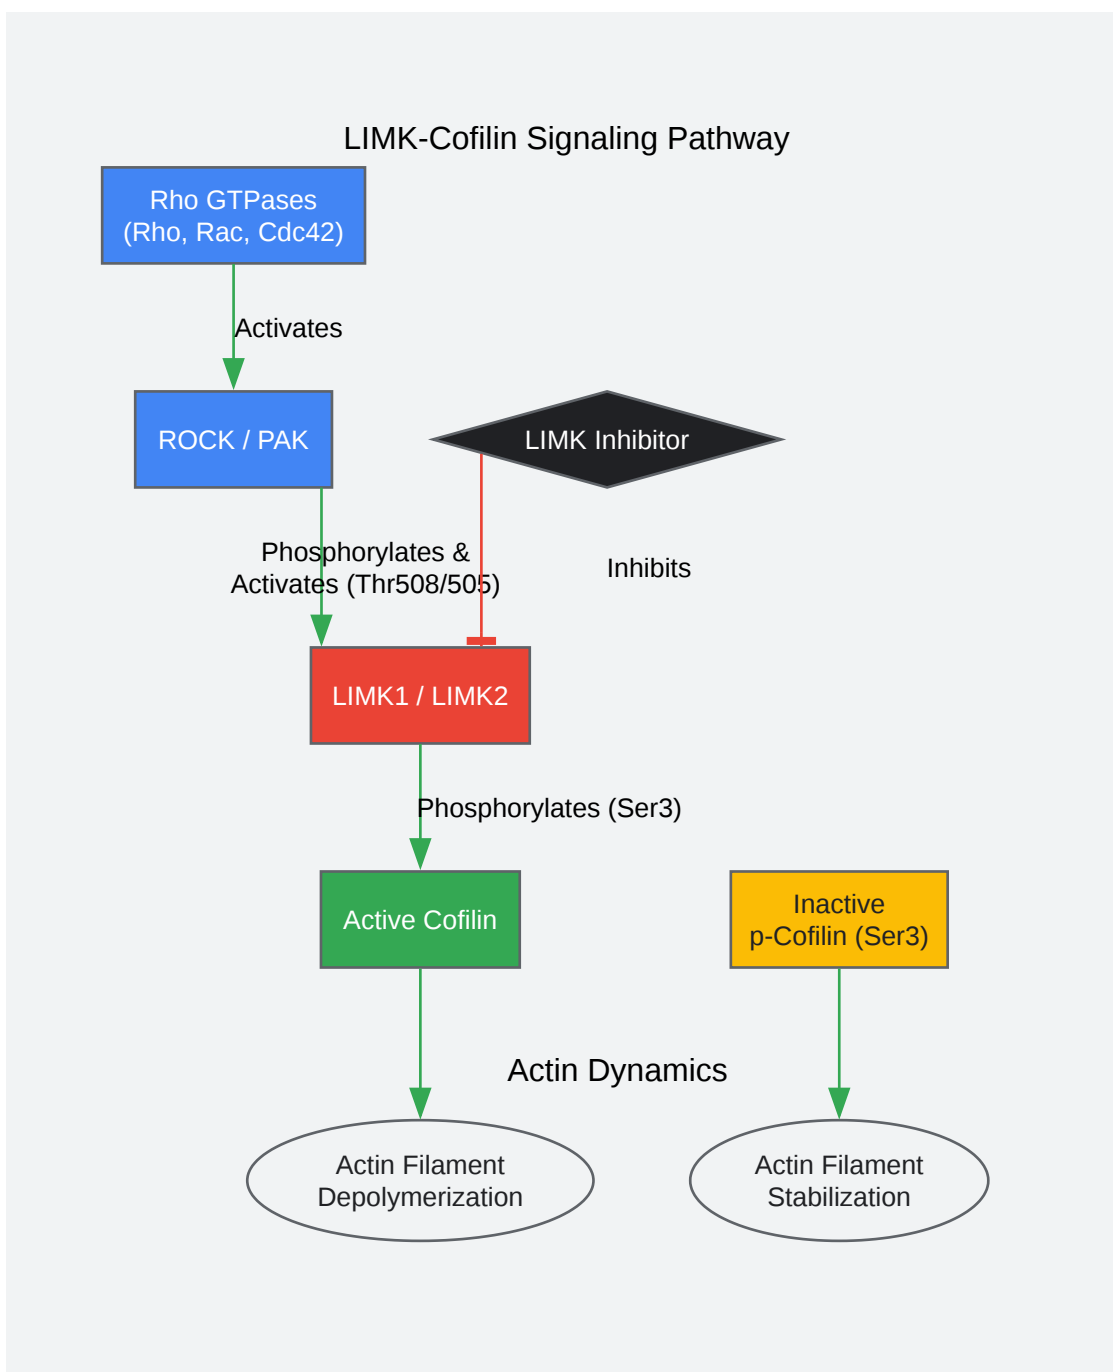 LIMK-Cofilin Signaling Pathway
Rho GTPases
(Rho, Rac, Cdc42)
Activates
ROCK / PAK
LIMK Inhibitor
Phosphorylates &
Activates (Thr508/505)
Inhibits
LIMK1 / LIMK2
Phosphorylates (Ser3)
Active Cofilin
Inactive
p-Cofilin (Ser3)
Actin Dynamics
Actin Filament
Depolymerization
Actin Filament
Stabilization